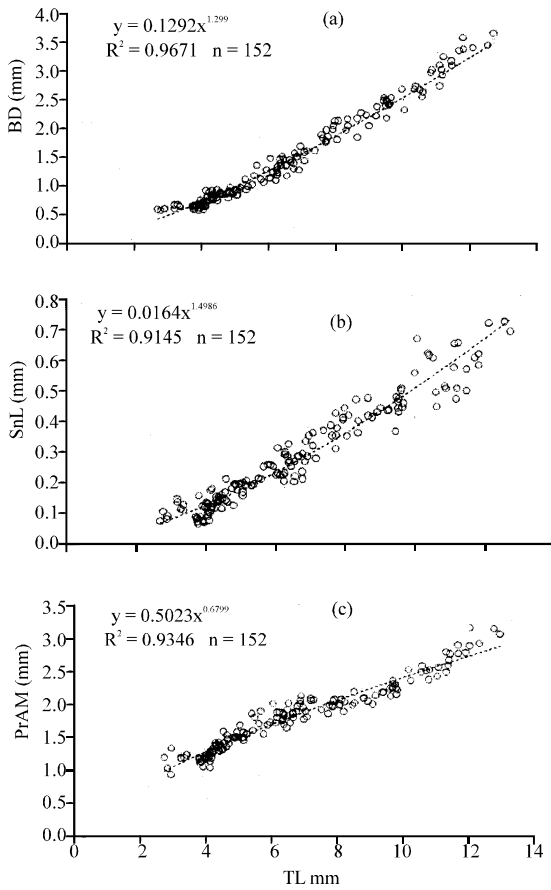 (a)
y = 0.1292x^1.299
R² = 0.9671 n = 152
BD (mm)
4.0
3.5
3.0
2.5
2.0
1.5
1.0
0.5
0.0
(b)
y = 0.0164x^1.4986
R² = 0.9145 n = 152
SnL (mm)
0.8
0.7
0.6
0.5
0.4
0.3
0.2
0.1
0.0
(c)
y = 0.5023x^0.6799
R² = 0.9346 n = 152
PrAM (mm)
3.5
3.0
2.5
2.0
1.5
1.0
0.5
0.0
0 2 4 6 8 10 12 14
TL mm